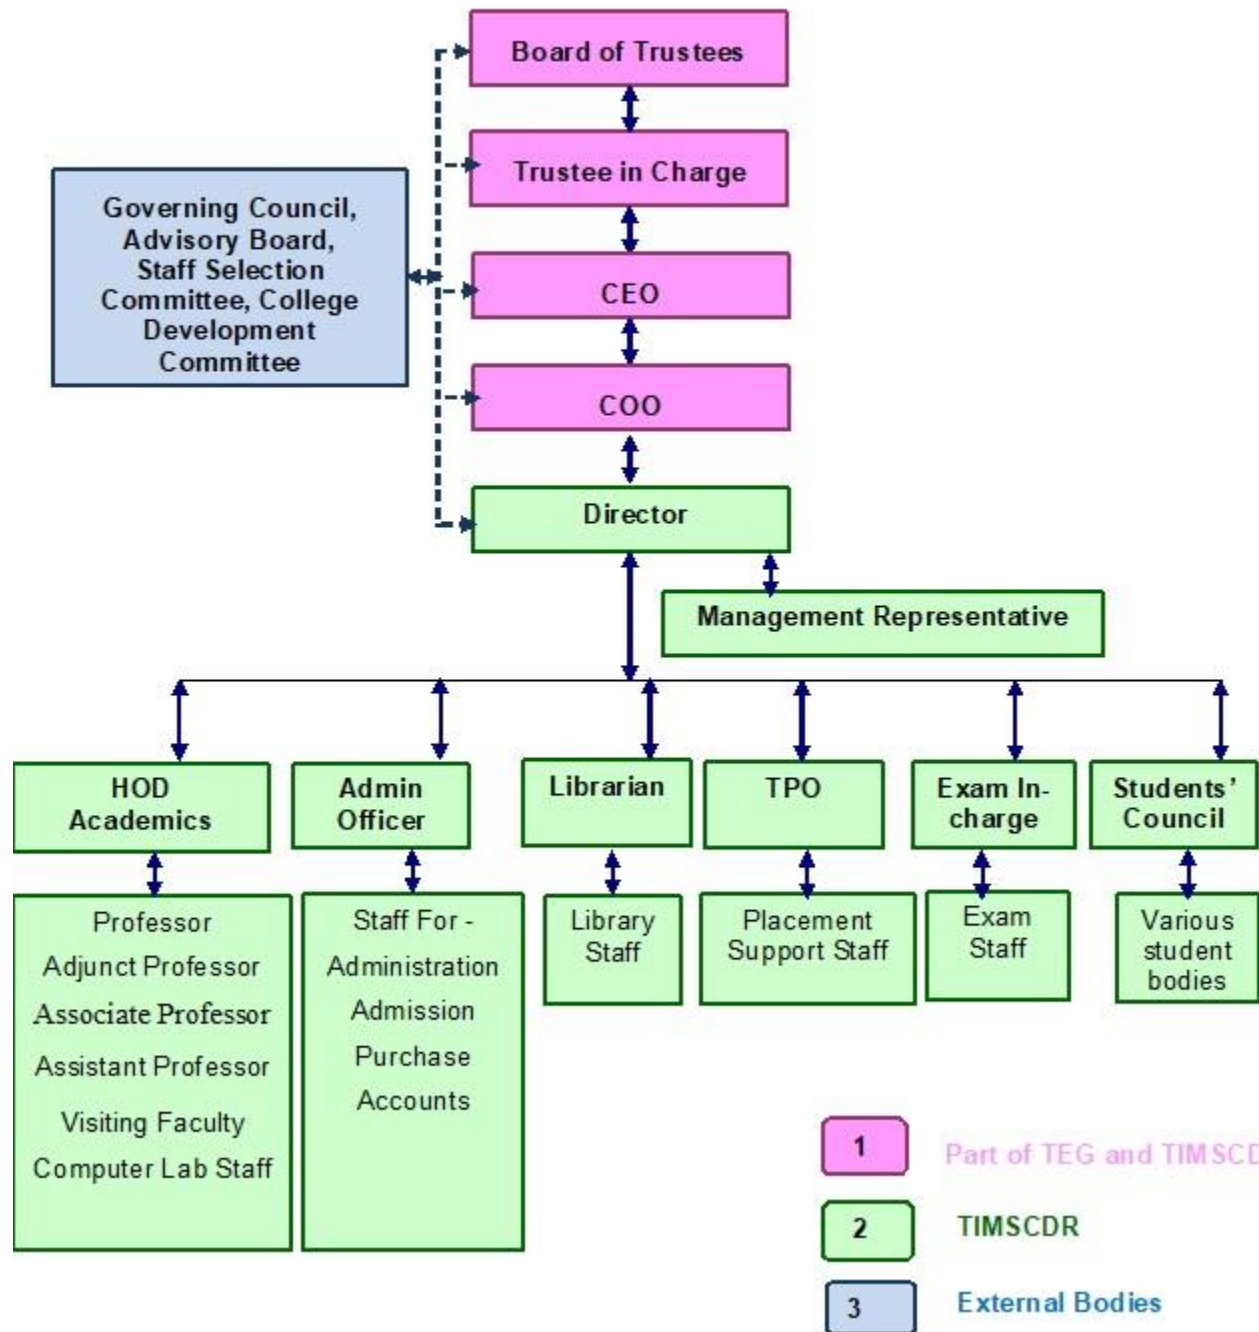 Board of Trustees
Trustee in Charge
Governing Council,
Advisory Board,
Staff Selection
Committee, College
Development
Committee
CEO
COO
Director
Management Representative
HOD
Academics
Admin
Officer
Librarian
TPO
Exam In-
charge
Students’
Council
Professor
Adjunct Professor
Associate Professor
Assistant Professor
Visiting Faculty
Computer Lab Staff
Staff For -
Administration
Admission
Purchase
Accounts
Library
Staff
Placement
Support Staff
Exam
Staff
Various
student
bodies
1
Part of TEG and TIMSCD
2
TIMSCDR
3
External Bodies